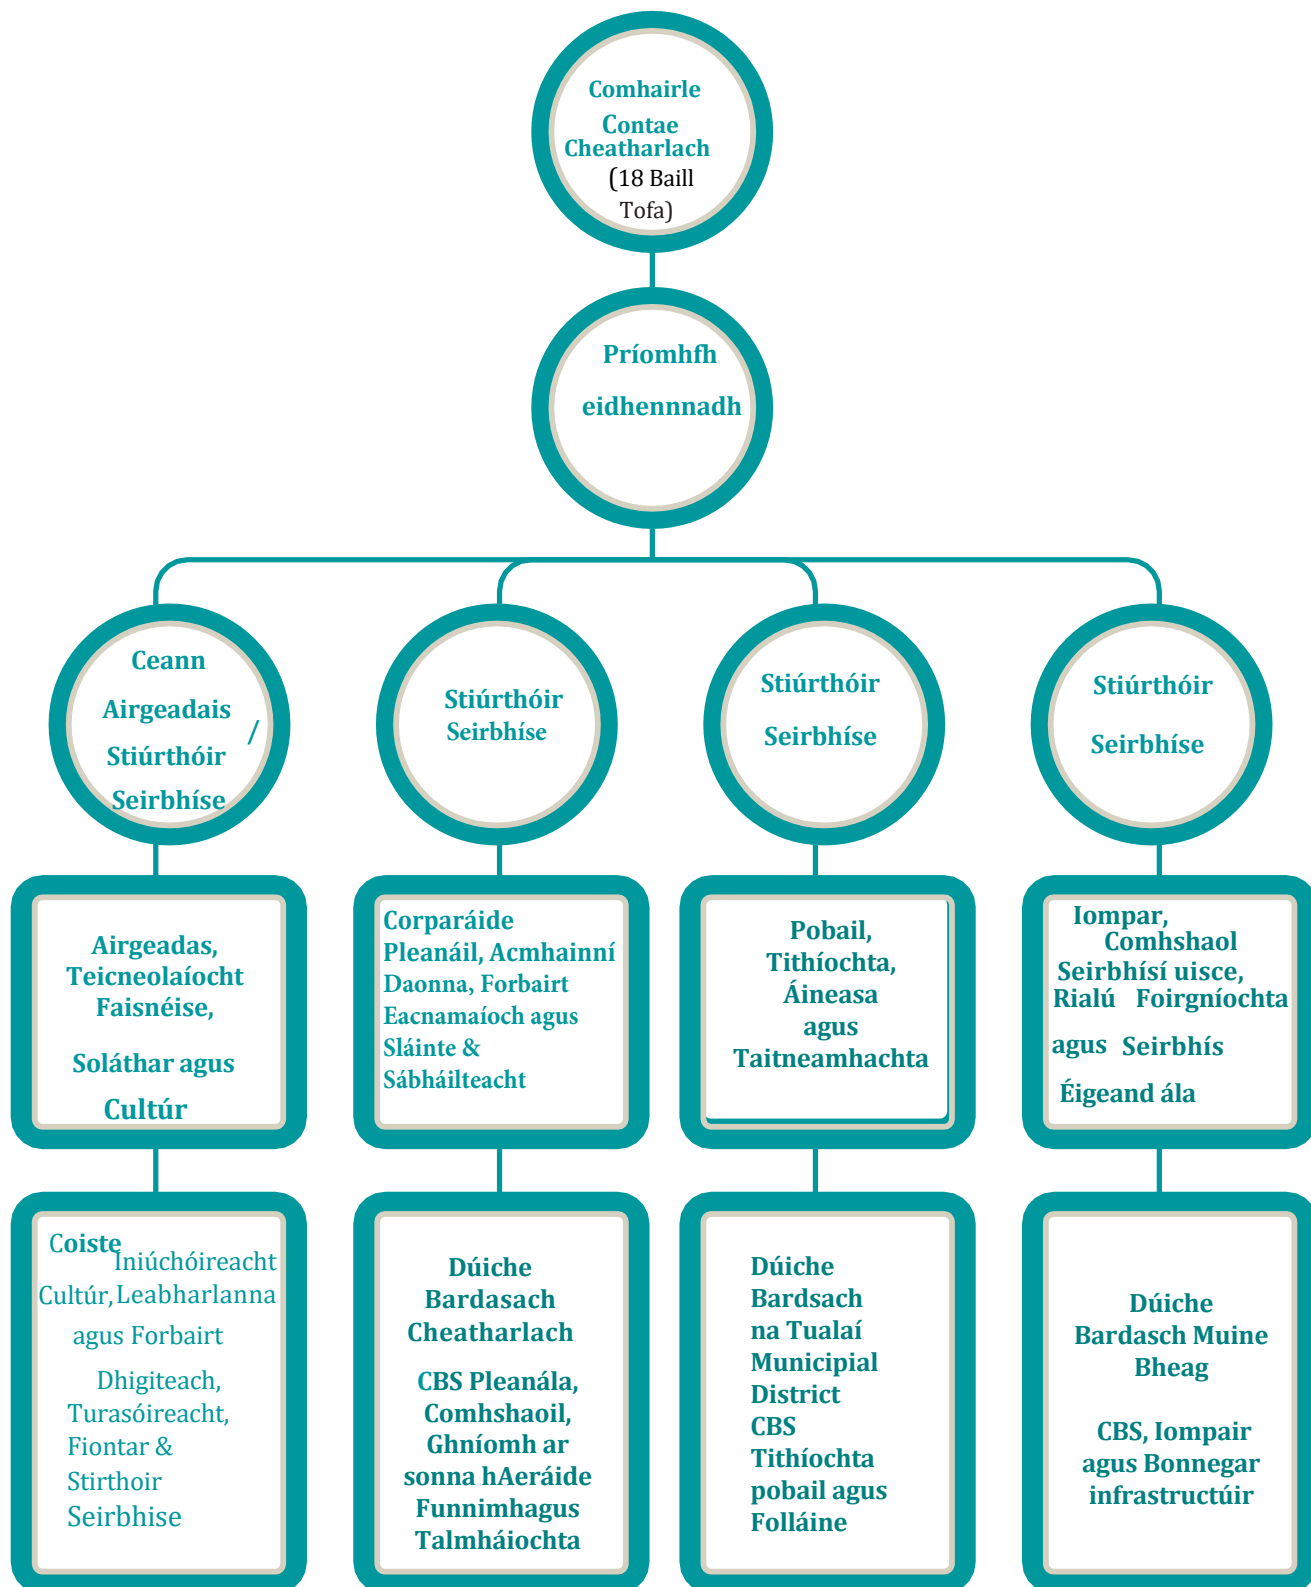 Comhairle
Contae
Cheatharlach
(18 Baill
Tofa)
Príomhfh
eidhennnadh
Ceann
Airgeadais
/
Stiúrthóir
Seirbhíse
Stiúrthóir
Seirbhíse
Stiúrthóir
Seirbhíse
Stiúrthóir
Seirbhíse
Airgeadas,
Teicneolaíocht
Faisnéise,
Soláthar agus
Cultúr
Corparáide
Pleanáil, Acmhainní
Daonna, Forbairt
Eacnamaíoch agus
Sláinte &
Sábháilteacht
Pobail,
Tithíochta,
Áineasa
agus
Taitneamhachta
Iompar,
Comhshaol
Seirbhísí uisce,
Rialú Foirgníochta
agus Seirbhís
Éigeand ála
Coiste
Iniúchóireacht
Cultúr, Leabharlanna
agus Forbairt
Dhigiteach,
Turasóireacht,
Fiontar &
Stirthoir
Seirbhise
Dúiche
Bardasach
Cheatharlach
CBS Pleanála,
Comhshaoil,
Ghníomh ar
sonna hAeráide
Funnimhagus
Talmháiochta
Dúiche
Bardsach
na Tualaí
Municipial
District
CBS
Tithíochta
pobail agus
Folláine
Dúiche
Bardasch Muine
Bheag
CBS, Iompair
agus Bonnegar
infrastructúir